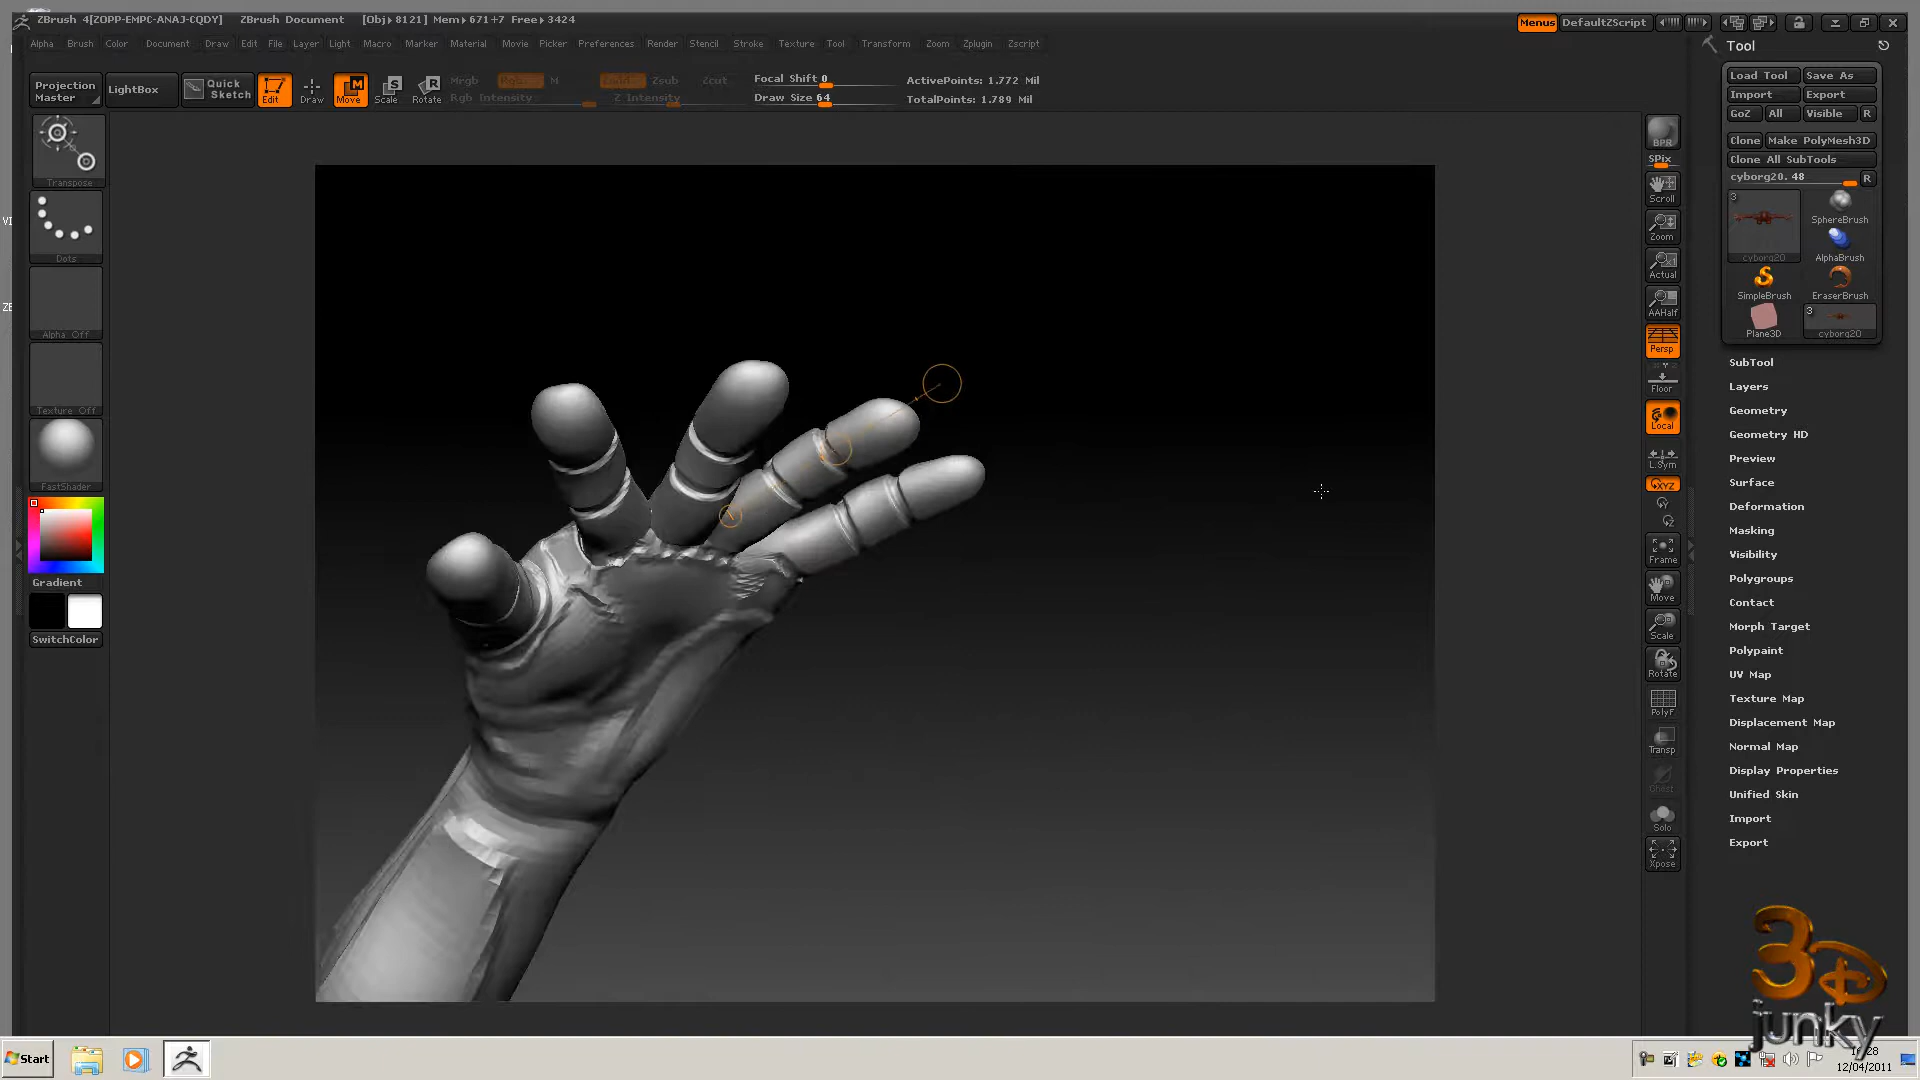 ZBrush 4[ZOPP-EMPC-ANAJ-CQDY] ZBrush Document [Obj▸8121] Mem▸671+7 Free▸3424
Menus DefaultZScript
Alpha Brush Color Document Draw Edit File Layer Light Macro Marker Material Movie Picker Preferences Render Stencil Stroke Texture Tool Transform Zoom Zplugin Zscript
Tool
Projection Master
LightBox
Quick Sketch
Edit Draw Move Scale Rotate
Mrgb M Zsub Zcut
Rgb Intensity Z Intensity
Focal Shift 0
Draw Size 64
ActivePoints: 1.772 Mil
TotalPoints: 1.789 Mil
Transpose
Dots
Alpha Off
Texture Off
FastShader
Gradient
SwitchColor
BPR
SPix
Scroll
Zoom
Actual
AAHalf
Persp
Floor
Local
L.Sym
XYZ
Frame
Move
Scale
Rotate
PolyF
Transp
Ghost
Solo
Xpose
Load Tool Save As
Import Export
GoZ All Visible R
Clone Make PolyMesh3D
Clone All SubTools
cyborg20. 48 R
3
cyborg20
SphereBrush
AlphaBrush
SimpleBrush EraserBrush
Plane3D
3
cyborg20
SubTool
Layers
Geometry
Geometry HD
Preview
Surface
Deformation
Masking
Visibility
Polygroups
Contact
Morph Target
Polypaint
UV Map
Texture Map
Displacement Map
Normal Map
Display Properties
Unified Skin
Import
Export
3D
junky
Start
12/04/2011